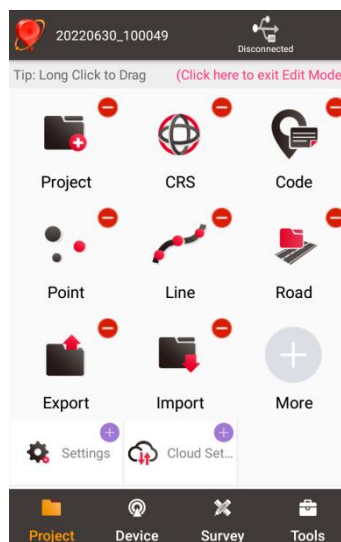 20220630_100049
Disconnected
Tip: Long Click to Drag (Click here to exit Edit Mode
Project CRS Code
Point Line Road
Export Import More
Settings Cloud Set...
Project Device Survey Tools